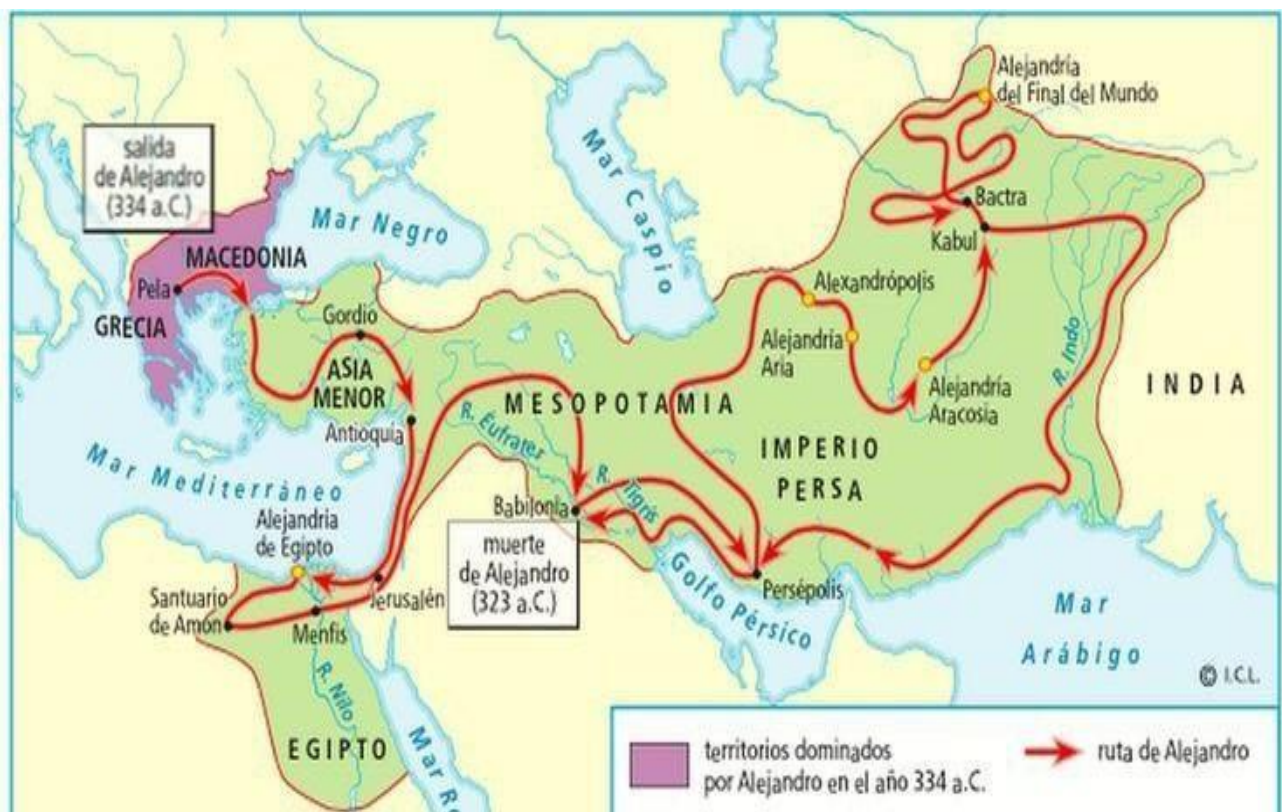 salida
de Alejandro
(334 a.C.)
Mar Negro
Mar Caspio
Alejandría
del Final del Mundo
Bactra
Kabul
MACEDONIA
Pela
GRECIA
Gordió
ASIA
MENOR
Antioquía
Alexandrópolis
Alejandría
Aria
Alejandría
Aracosia
R. Indo
INDIA
MESOPOTAMIA
R. Éufrates
R. Tigris
IMPERIO
PERSA
Mar Mediterráneo
Babilonia
muerte
de Alejandro
(323 a.C.)
Alejandría
de Egipto
Santuario
de Amón
Menfis
Jerusalén
Golfo Pérsico
Persépolis
Mar
Arábigo
© I.C.L.
R. Nilo
EGIPTO
Mar Ro
territorios dominados
por Alejandro en el año 334 a.C.
ruta de Alejandro